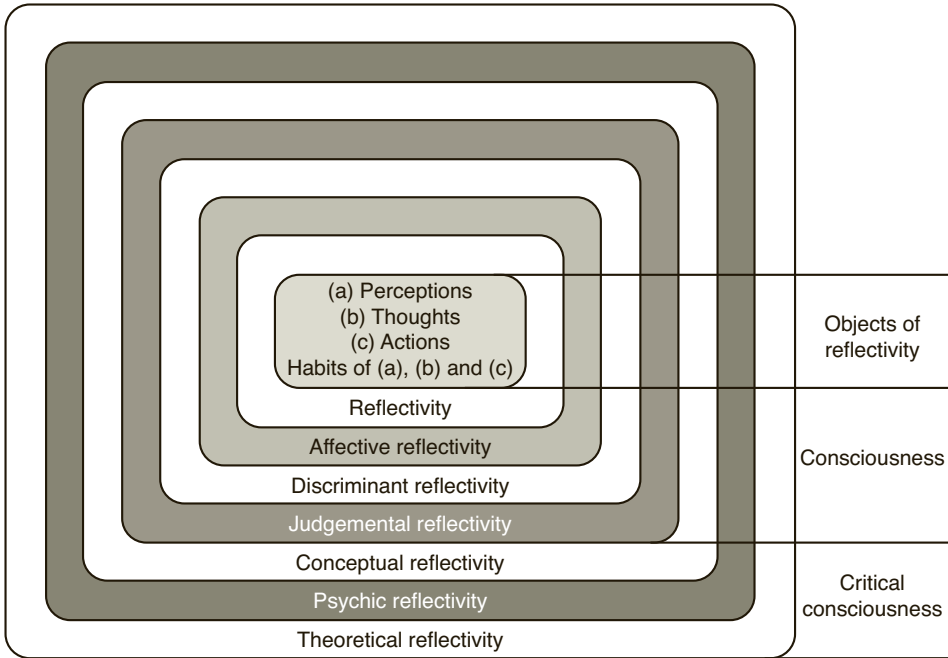 (a) Perceptions
(b) Thoughts
(c) Actions
Habits of (a), (b) and (c)
Reflectivity
Affective reflectivity
Discriminant reflectivity
Judgemental reflectivity
Conceptual reflectivity
Psychic reflectivity
Theoretical reflectivity
Objects of
reflectivity
Consciousness
Critical
consciousness